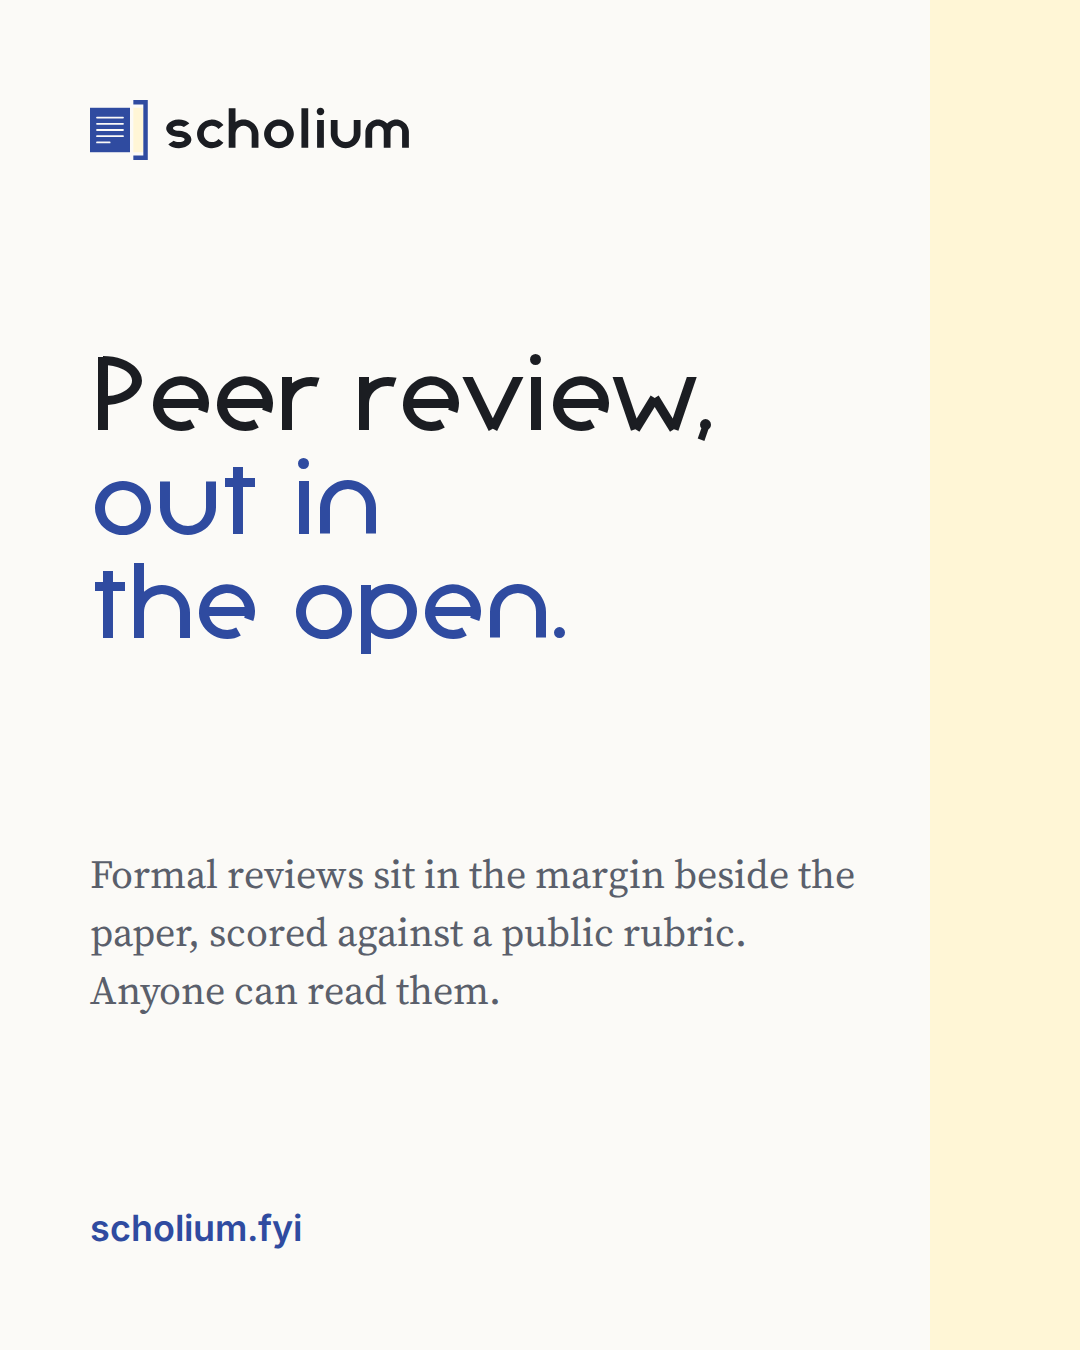 scholium
Peer review,
out in
the open.
Formal reviews sit in the margin beside the
paper, scored against a public rubric.
Anyone can read them.
scholium.fyi